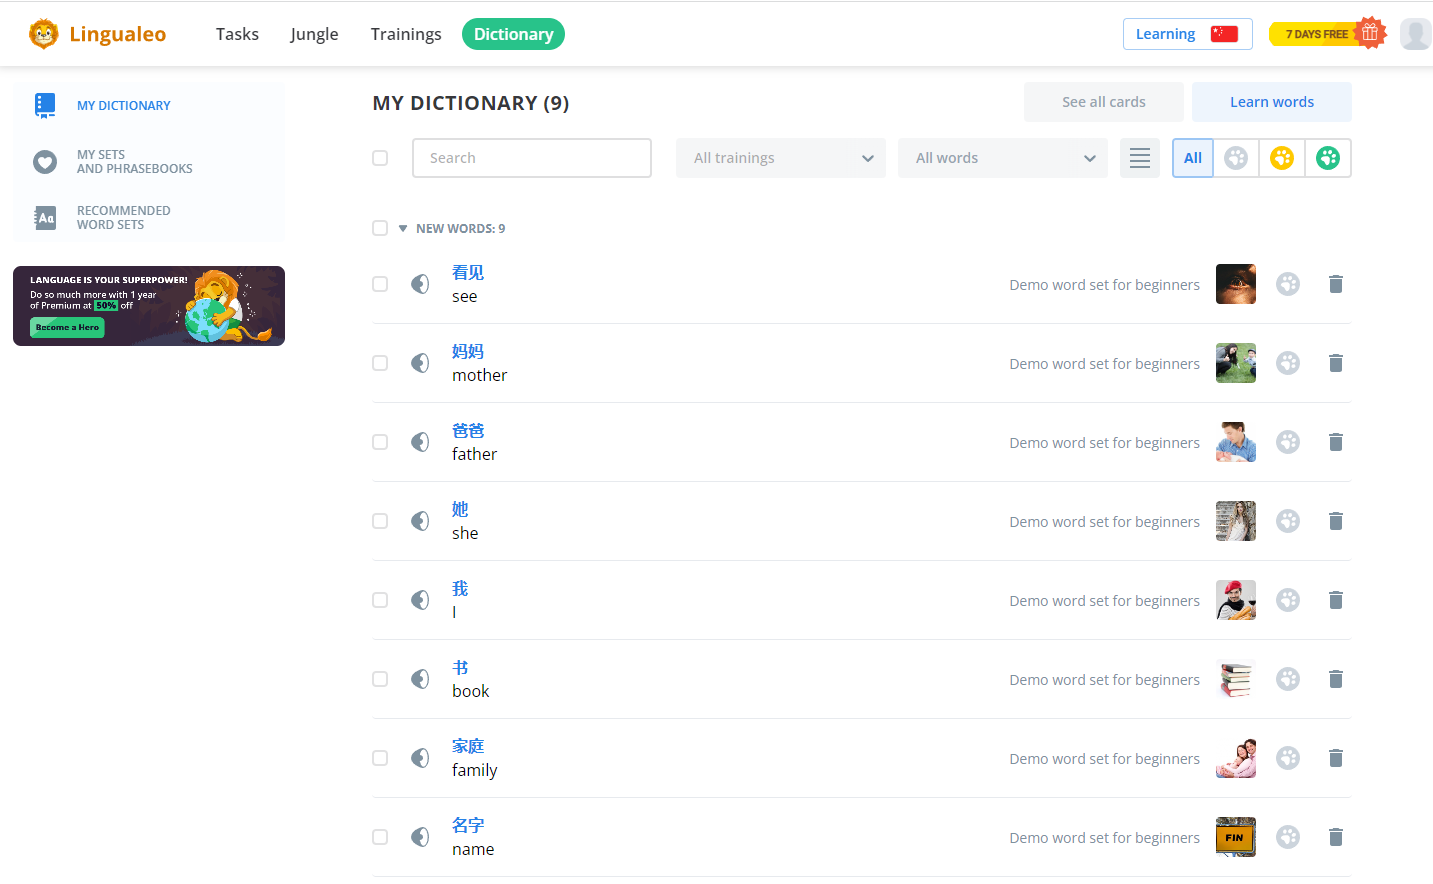 Lingualeo
Tasks
Jungle
Trainings
Dictionary
Learning
7 DAYS FREE
MY DICTIONARY
MY SETS
AND PHRASEBOOKS
Aa
RECOMMENDED
WORD SETS
LANGUAGE IS YOUR SUPERPOWER!
Do so much more with 1 year
of Premium at 50% off
Become a Hero
MY DICTIONARY (9)
See all cards
Learn words
Search
All trainings
All words
All
NEW WORDS: 9
看见
see
Demo word set for beginners
妈妈
mother
Demo word set for beginners
爸爸
father
Demo word set for beginners
她
she
Demo word set for beginners
我
I
Demo word set for beginners
书
book
Demo word set for beginners
家庭
family
Demo word set for beginners
名字
name
Demo word set for beginners
FIN